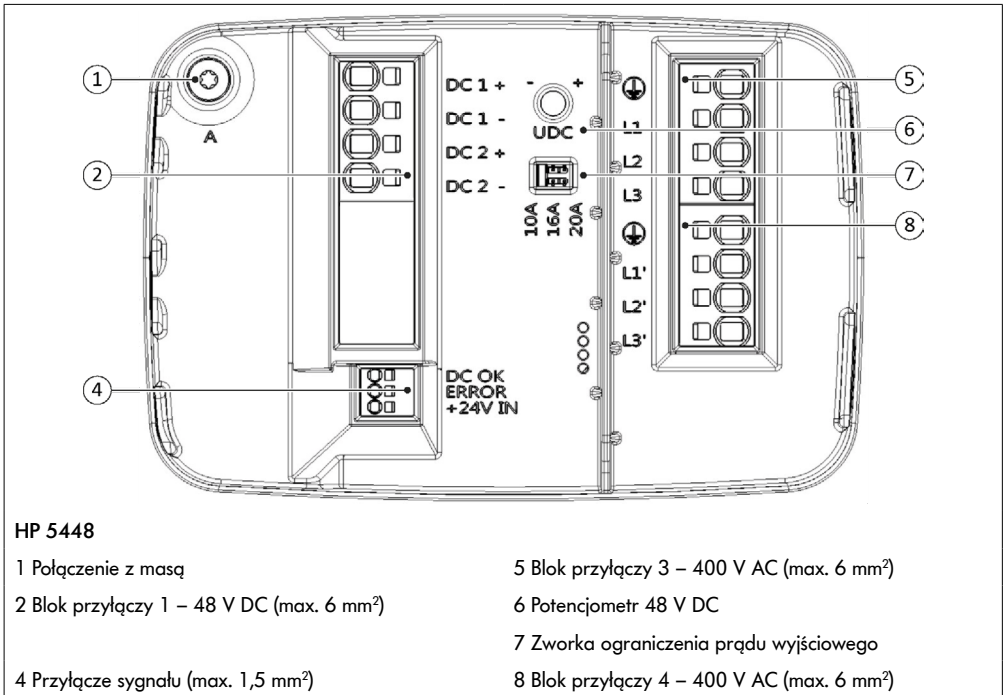 1
A
2
4
DC 1 +
DC 1 -
DC 2 +
DC 2 -
DC OK
ERROR
+24V IN
- +
UDC
10A
16A
20A
L1
L2
L3
L1'
L2'
L3'
5
6
7
8
HP 5448
1 Połączenie z masą
2 Blok przyłączy 1 – 48 V DC (max. 6 mm²)
4 Przyłącze sygnału (max. 1,5 mm²)
5 Blok przyłączy 3 – 400 V AC (max. 6 mm²)
6 Potencjometr 48 V DC
7 Zworka ograniczenia prądu wyjściowego
8 Blok przyłączy 4 – 400 V AC (max. 6 mm²)